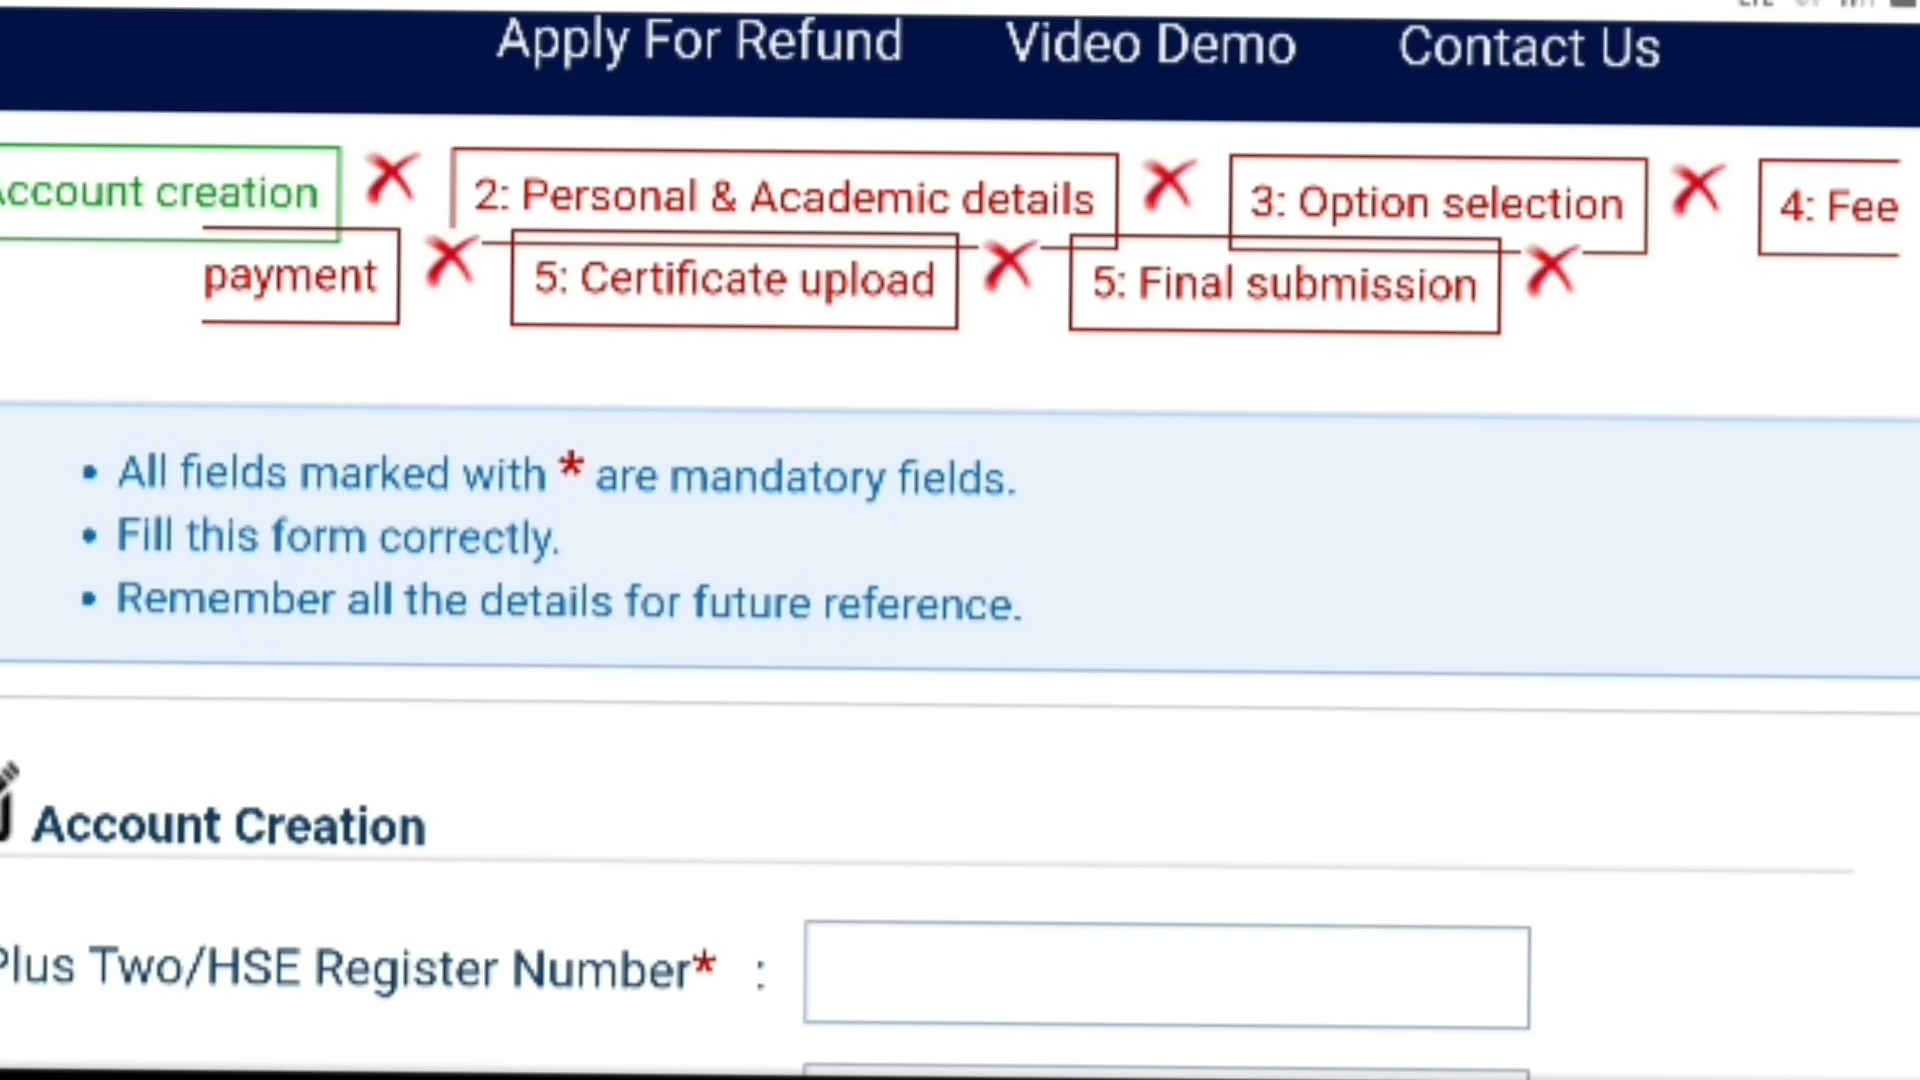 Apply For Refund Video Demo Contact Us
Account creation 2: Personal & Academic details 3: Option selection 4: Fee
payment 5: Certificate upload 5: Final submission
• All fields marked with * are mandatory fields.
• Fill this form correctly.
• Remember all the details for future reference.
Account Creation
Plus Two/HSE Register Number* :